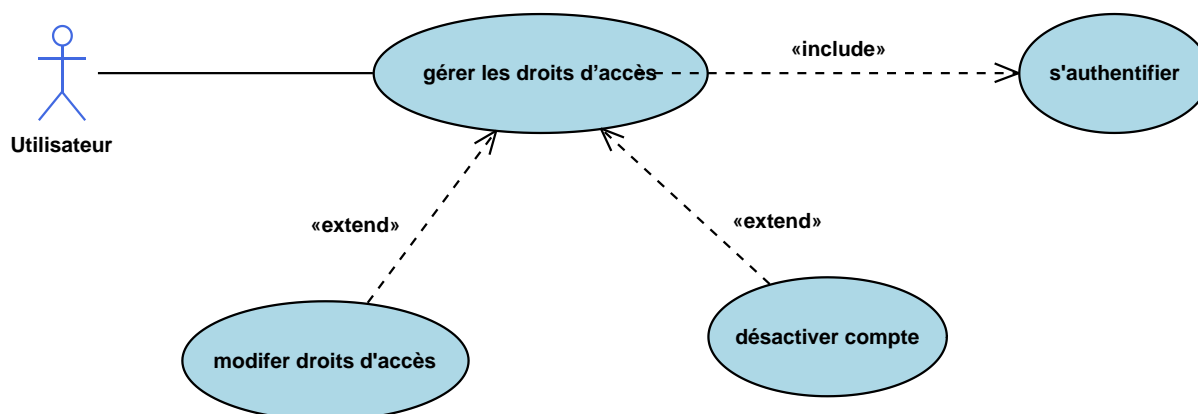 «include»
gérer les droits d’accès
s'authentifier
Utilisateur
«extend»
«extend»
désactiver compte
modifer droits d'accès